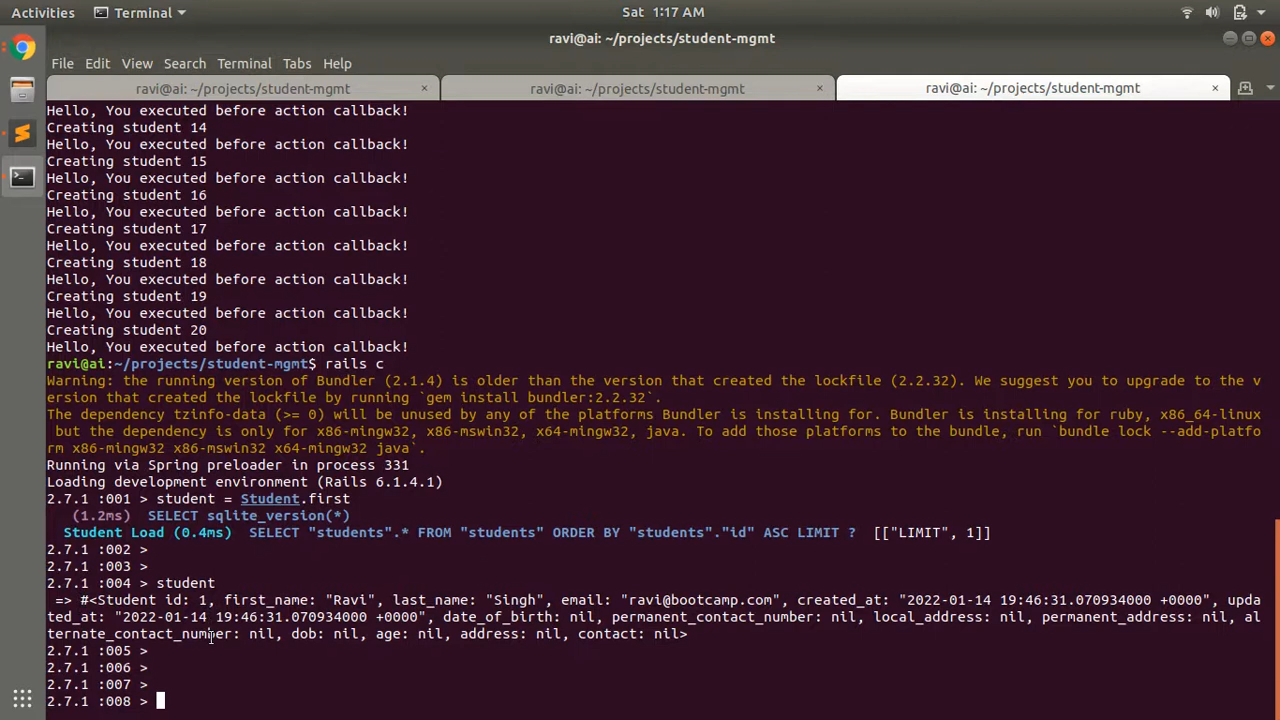 Activities Terminal Sat 1:17 AM
ravi@ai: ~/projects/student-mgmt
File Edit View Search Terminal Tabs Help
ravi@ai: ~/projects/student-mgmt × ravi@ai: ~/projects/student-mgmt × ravi@ai: ~/projects/student-mgmt ×
Hello, You executed before action callback!
Creating student 14
Hello, You executed before action callback!
Creating student 15
Hello, You executed before action callback!
Creating student 16
Hello, You executed before action callback!
Creating student 17
Hello, You executed before action callback!
Creating student 18
Hello, You executed before action callback!
Creating student 19
Hello, You executed before action callback!
Creating student 20
Hello, You executed before action callback!
ravi@ai:~/projects/student-mgmt$ rails c
Warning: the running version of Bundler (2.1.4) is older than the version that created the lockfile (2.2.32). We suggest you to upgrade to the v
ersion that created the lockfile by running `gem install bundler:2.2.32`.
The dependency tzinfo-data (>= 0) will be unused by any of the platforms Bundler is installing for. Bundler is installing for ruby, x86_64-linux
but the dependency is only for x86-mingw32, x86-mswin32, x64-mingw32, java. To add those platforms to the bundle, run `bundle lock --add-platfo
rm x86-mingw32 x86-mswin32 x64-mingw32 java`.
Running via Spring preloader in process 331
Loading development environment (Rails 6.1.4.1)
2.7.1 :001 > student = Student.first
(1.2ms) SELECT sqlite_version(*)
Student Load (0.4ms) SELECT "students".* FROM "students" ORDER BY "students"."id" ASC LIMIT ? [["LIMIT", 1]]
2.7.1 :002 >
2.7.1 :003 >
2.7.1 :004 > student
=> #<Student id: 1, first_name: "Ravi", last_name: "Singh", email: "ravi@bootcamp.com", created_at: "2022-01-14 19:46:31.070934000 +0000", upda
ted_at: "2022-01-14 19:46:31.070934000 +0000", date_of_birth: nil, permanent_contact_number: nil, local_address: nil, permanent_address: nil, al
ternate_contact_number: nil, dob: nil, age: nil, address: nil, contact: nil>
2.7.1 :005 >
2.7.1 :006 >
2.7.1 :007 >
2.7.1 :008 >